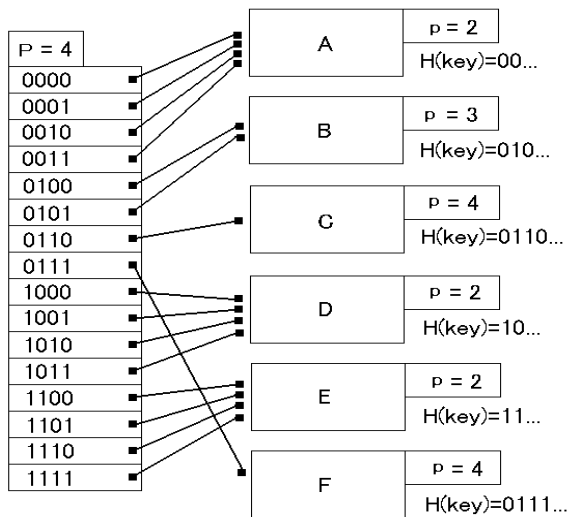 P = 4
0000
0001
0010
0011
0100
0101
0110
0111
1000
1001
1010
1011
1100
1101
1110
1111
A
p = 2
H(key)=00...
B
p = 3
H(key)=010...
C
p = 4
H(key)=0110...
D
p = 2
H(key)=10...
E
p = 2
H(key)=11...
F
p = 4
H(key)=0111...